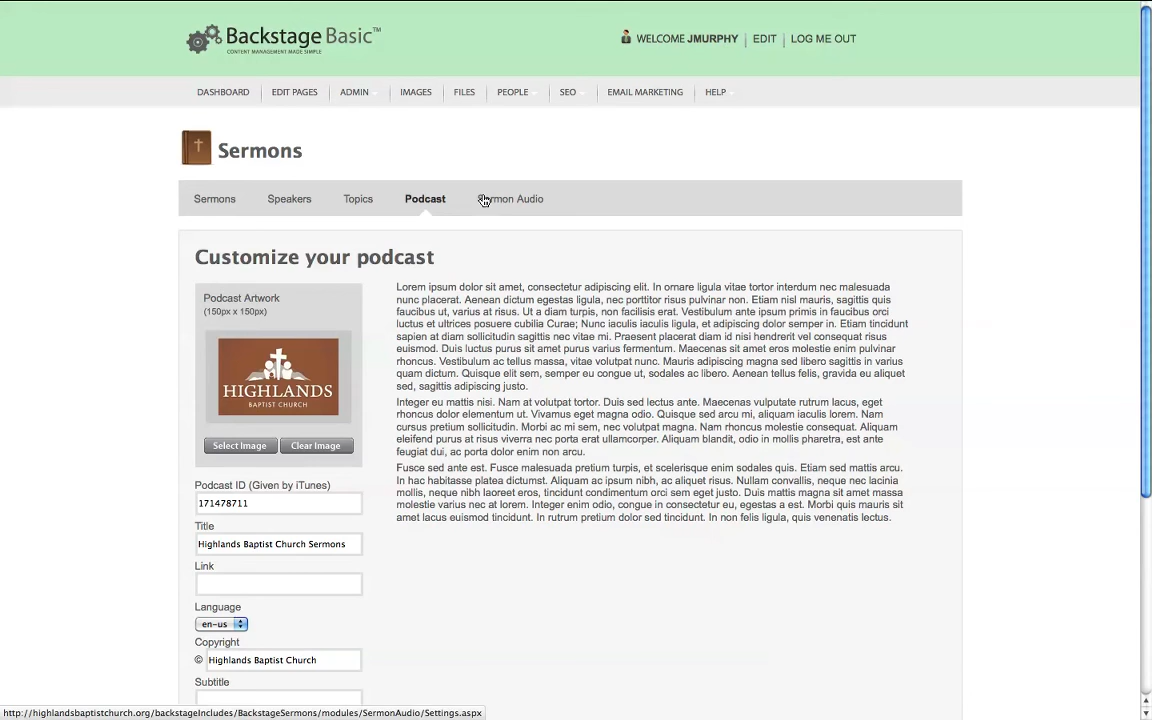 Backstage Basic™
CONTENT MANAGEMENT MADE SIMPLE
WELCOME JMURPHY | EDIT | LOG ME OUT
DASHBOARD EDIT PAGES ADMIN IMAGES FILES PEOPLE SEO EMAIL MARKETING HELP
Sermons
Sermons Speakers Topics Podcast Sermon Audio
Customize your podcast
Podcast Artwork
(150px x 150px)
HIGHLANDS
BAPTIST CHURCH
Select Image Clear Image
Podcast ID (Given by iTunes)
171478711
Title
Highlands Baptist Church Sermons
Link
Language
en-us
Copyright
© Highlands Baptist Church
Subtitle
Lorem ipsum dolor sit amet, consectetur adipiscing elit. In ornare ligula vitae tortor interdum nec malesuada
nunc placerat. Aenean dictum egestas ligula, nec porttitor risus pulvinar non. Etiam nisl mauris, sagittis quis
faucibus ut, varius at risus. Ut a diam turpis, non facilisis erat. Vestibulum ante ipsum primis in faucibus orci
luctus et ultrices posuere cubilia Curae; Nunc iaculis iaculis ligula, et adipiscing dolor semper in. Etiam tincidunt
sapien at diam sollicitudin sagittis nec vitae mi. Praesent placerat diam id nisi hendrerit vel consequat risus
euismod. Duis luctus purus sit amet purus varius fermentum. Maecenas sit amet eros molestie enim pulvinar
rhoncus. Vestibulum ac tellus massa, vitae volutpat nunc. Mauris adipiscing magna sed libero sagittis in varius
quam dictum. Quisque elit sem, semper eu congue ut, sodales ac libero. Aenean tellus felis, gravida eu aliquet
sed, sagittis adipiscing justo.
Integer eu mattis nisi. Nam at volutpat tortor. Duis sed lectus ante. Maecenas vulputate rutrum lacus, eget
rhoncus dolor elementum ut. Vivamus eget magna odio. Quisque sed arcu mi, aliquam iaculis lorem. Nam
cursus pretium sollicitudin. Morbi ac mi sem, nec volutpat magna. Nam rhoncus molestie consequat. Aliquam
eleifend purus at risus viverra nec porta erat ullamcorper. Aliquam blandit, odio in mollis pharetra, est ante
feugiat dui, ac porta dolor enim non arcu.
Fusce sed ante est. Fusce malesuada pretium turpis, et scelerisque enim sodales quis. Etiam sed mattis arcu.
In hac habitasse platea dictumst. Aliquam ac ipsum nibh, ac aliquet risus. Nullam convallis, neque nec lacinia
mollis, neque nibh laoreet eros, tincidunt condimentum orci sem eget justo. Duis mattis magna sit amet massa
molestie varius nec at lorem. Integer enim odio, congue in consectetur eu, egestas a est. Morbi quis mauris sit
amet lacus euismod tincidunt. In rutrum pretium dolor sed tincidunt. In non felis ligula, quis venenatis lectus.
http://highlandsbaptistchurch.org/backstageIncludes/BackstageSermons/modules/SermonAudio/Settings.aspx